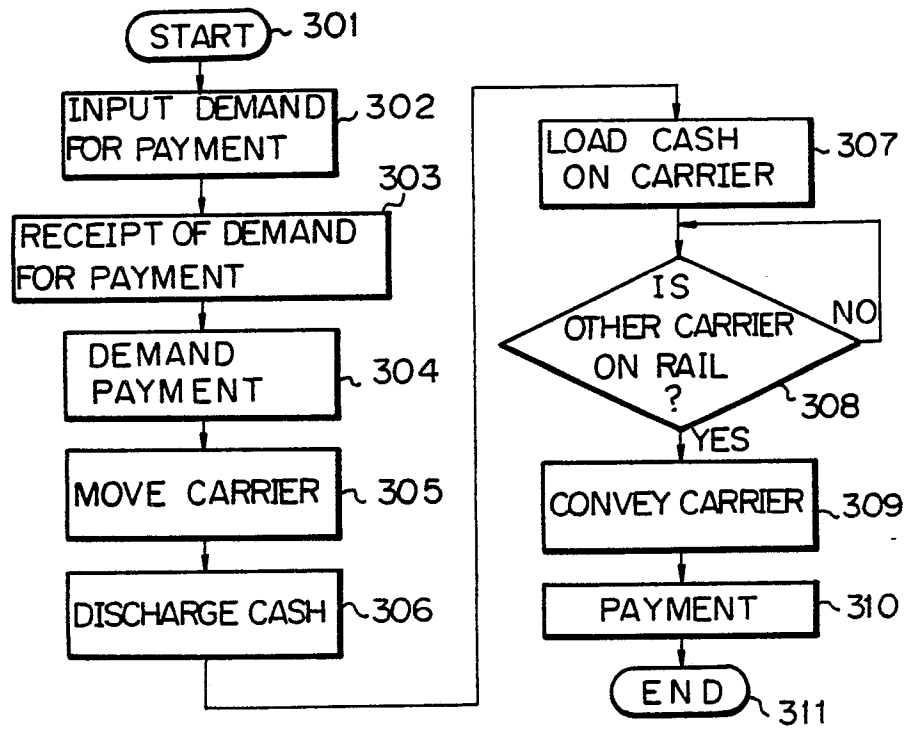 START
301
INPUT DEMAND
FOR PAYMENT
302
303
RECEIPT OF DEMAND
FOR PAYMENT
DEMAND
PAYMENT
304
MOVE CARRIER
305
DISCHARGE CASH
306
LOAD CASH
ON CARRIER
307
IS
OTHER CARRIER
ON RAIL
?
NO
308
YES
CONVEY CARRIER
309
PAYMENT
310
END
311